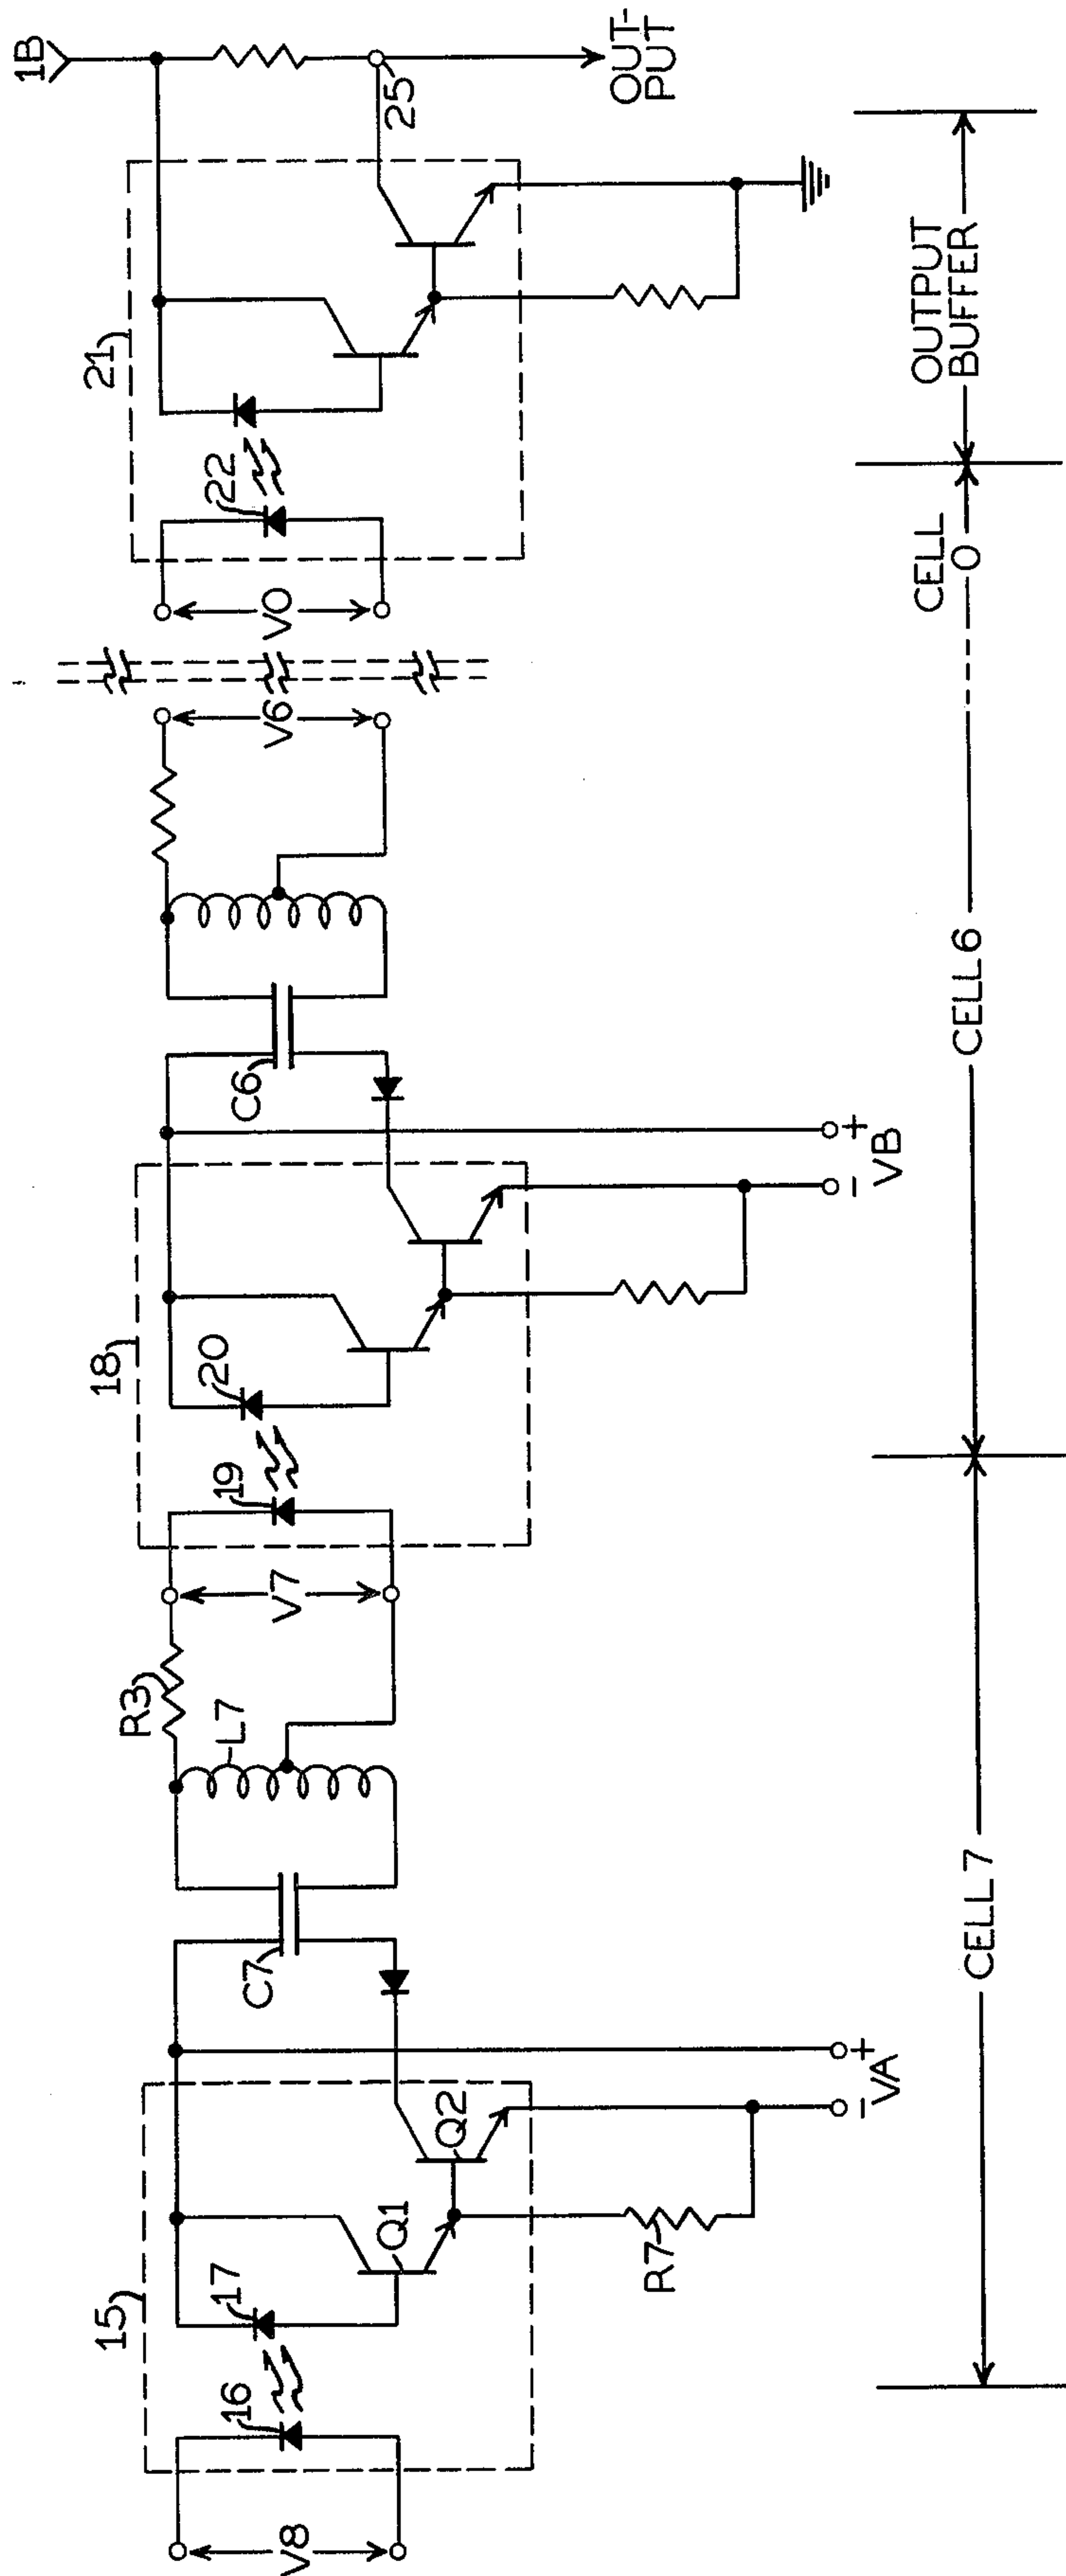 V8
16
15
17
Q1
Q2
R7
- VA +
C7
L7
R3
V7
19
18
20
- VB +
C6
V6
V0
22
21
25
1B
OUT-
PUT
CELL 7
CELL 6
CELL
0
OUTPUT
BUFFER